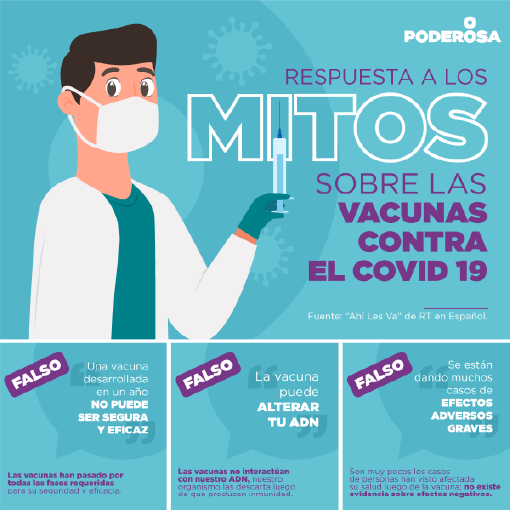 PODEROSA
RESPUESTA A LOS
MITOS
SOBRE LAS
VACUNAS
CONTRA
EL COVID 19
Fuente: "Ahí Les Va" de RT en Español.
FALSO
Una vacuna
desarrollada
en un año
NO PUEDE
SER SEGURA
Y EFICAZ
Las vacunas han pasado por
todas las fases requeridas
para su seguridad y eficacia.
FALSO
La vacuna
puede
ALTERAR
TU ADN
Las vacunas no interactúan
con nuestro ADN, nuestro
organismo las descarta luego
de que producen inmunidad.
FALSO
Se están
dando muchos
casos de
EFECTOS
ADVERSOS
GRAVES
Son muy pocos los casos
de personas que han visto afectada
su salud luego de la vacuna: no existe
evidencia sobre efectos negativos.